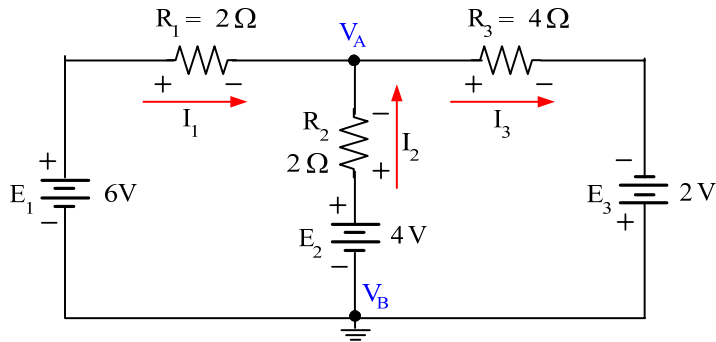 R1 = 2 Ω
VA
R3 = 4 Ω
+ −
+ −
I1
R2
2 Ω
−
+
I2
I3
+
E1
6V
−
+
E2
4 V
−
−
E3
2 V
+
VB